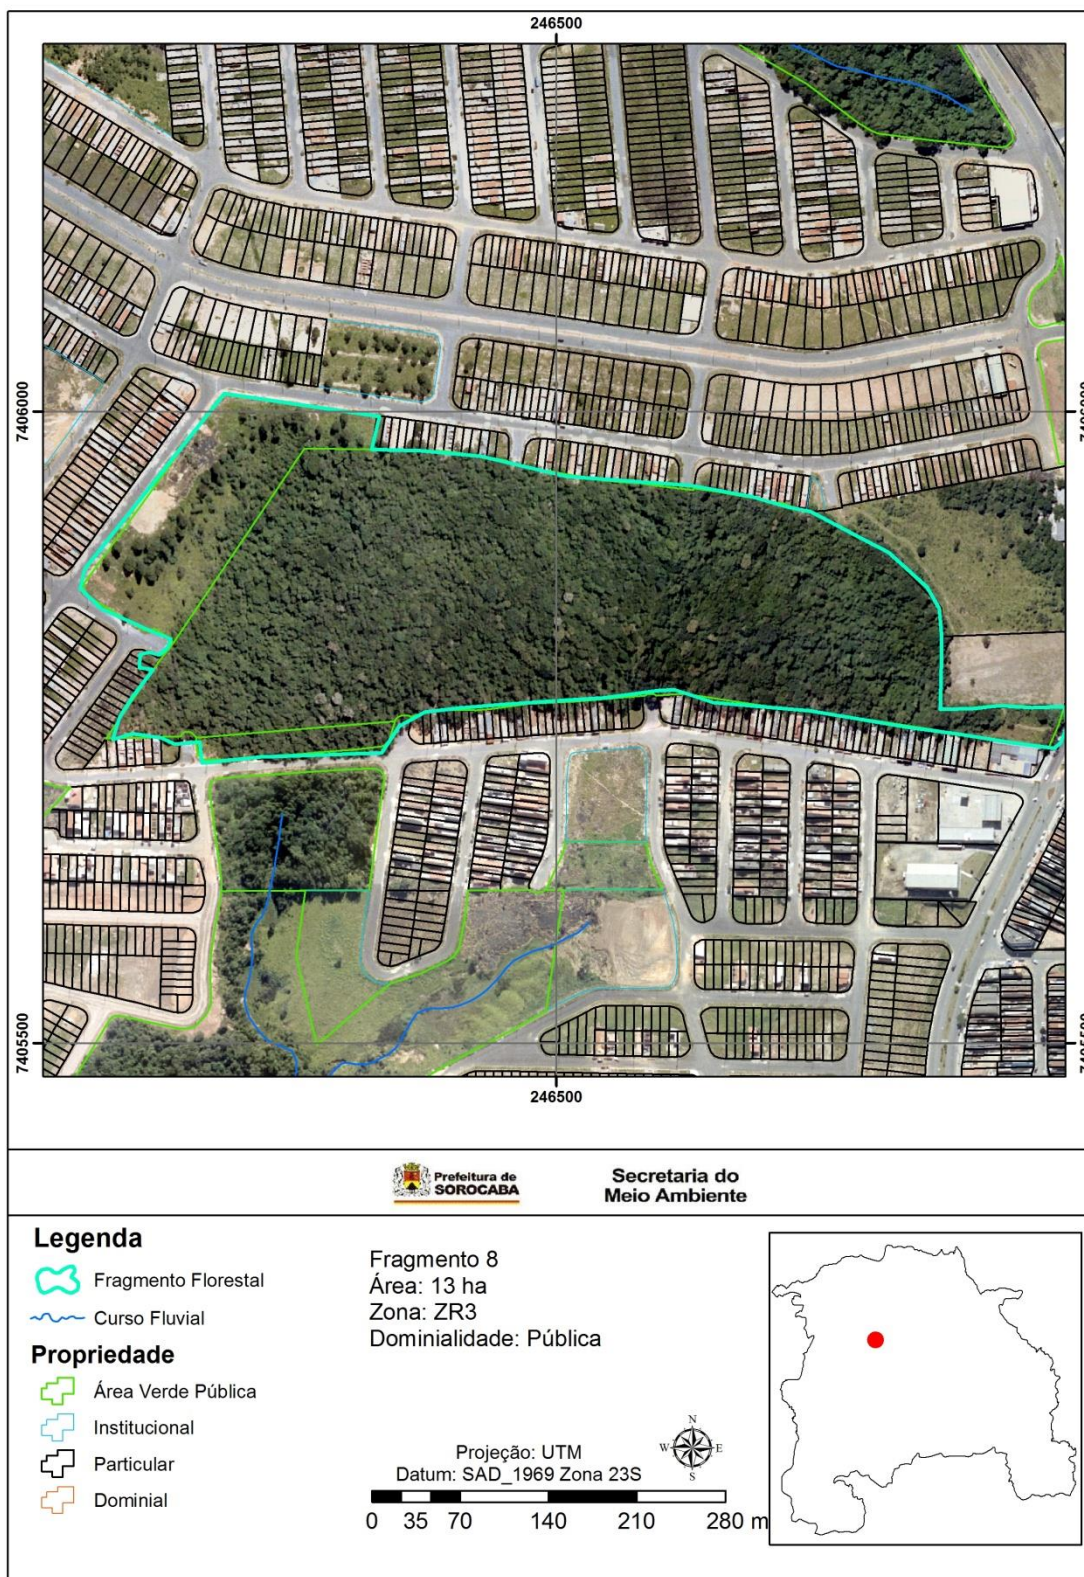 246500
7406000
7406000
7405500
7405500
246500
Prefeitura de
SOROCABA
Secretaria do
Meio Ambiente
Legenda
Fragmento Florestal
Curso Fluvial
Propriedade
Área Verde Pública
Institucional
Particular
Dominial
Fragmento 8
Área: 13 ha
Zona: ZR3
Dominialidade: Pública
N
W
E
S
Projeção: UTM
Datum: SAD_1969 Zona 23S
0 35 70 140 210 280 m